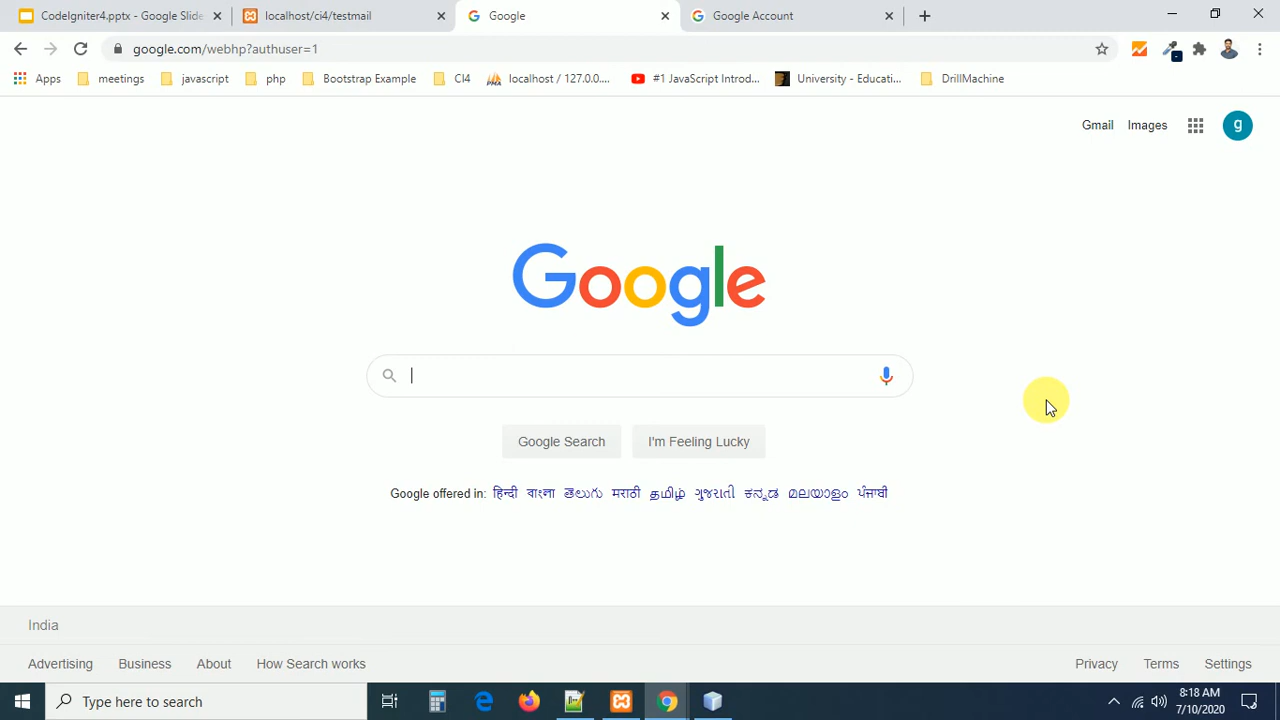 CodeIgniter4.pptx - Google Slide
localhost/ci4/testmail
Google
Google Account
google.com/webhp?authuser=1
Apps
meetings
javascript
php
Bootstrap Example
CI4
localhost / 127.0.0....
#1 JavaScript Introd...
University - Educati...
DrillMachine
Gmail
Images
g
Google
Google Search
I'm Feeling Lucky
Google offered in: हिन्दी বাংলা తెలుగు मराठी தமிழ் ગુજરાતી ಕನ್ನಡ മലയാളം ਪੰਜਾਬੀ
India
Advertising
Business
About
How Search works
Privacy
Terms
Settings
Type here to search
8:18 AM
7/10/2020